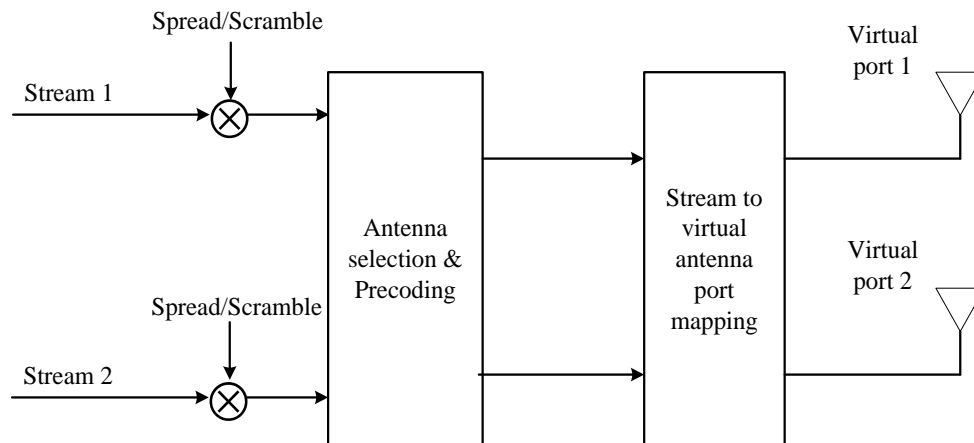 Spread/Scramble
Stream 1
Virtual
port 1
Antenna
selection &
Precoding
Stream to
virtual
antenna
port
mapping
Virtual
port 2
Spread/Scramble
Stream 2